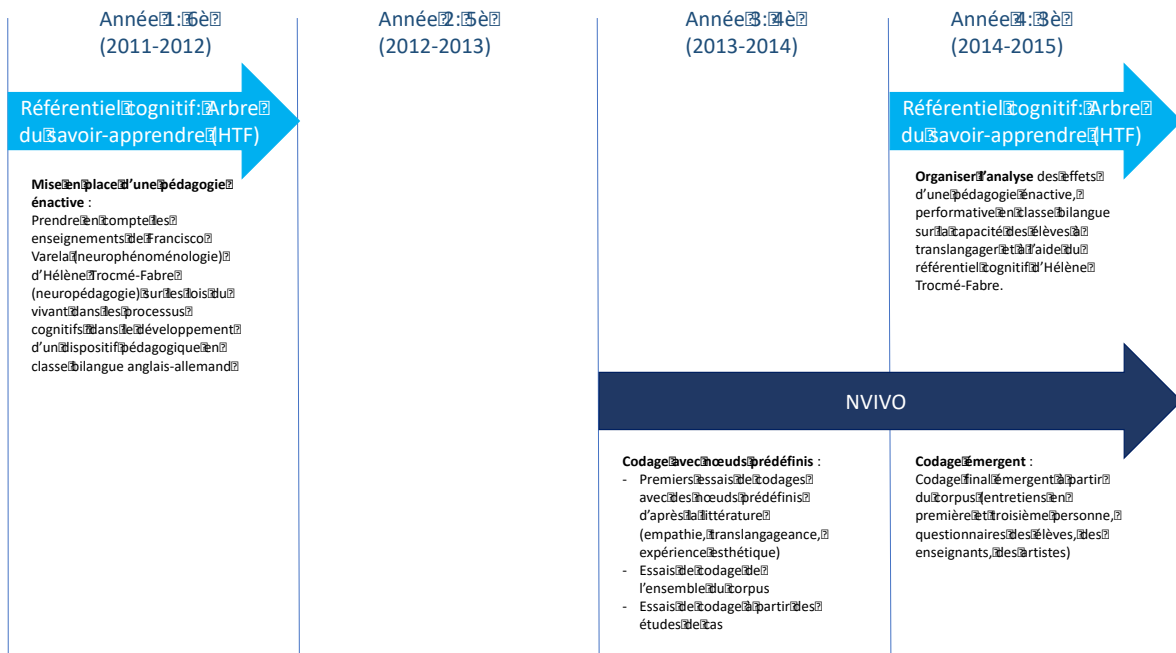 Année 1: 6è
(2011-2012)
Année 2: 5è
(2012-2013)
Année 3: 4è
(2013-2014)
Année 4: 3è
(2014-2015)
Référentiel cognitif: Arbre
du savoir-apprendre (HTF)
Mise en place d'une pédagogie
énactive :
Prendre en compte les
enseignements de Francisco
Varela (neurophénoménologie)
d'Hélène Trocmé-Fabre
(neuropédagogie) sur les lois du
vivant dans les processus
cognitifs dans le développement
d'un dispositif pédagogique en
classe bilangue anglais-allemand
Référentiel cognitif: Arbre
du savoir-apprendre (HTF)
Organiser l'analyse des effets
d'une pédagogie énactive,
performative en classe bilangue
sur la capacité des élèves à
translangager et à l'aide du
référentiel cognitif d'Hélène
Trocmé-Fabre.
NVIVO
Codage avec nœuds prédéfinis :
- Premiers essais de codages
avec des nœuds prédéfinis
d'après la littérature
(empathie, translangageance,
expérience esthétique)
- Essais de codage de
l'ensemble du corpus
- Essais de codage à partir des
études de cas
Codage émergent :
Codage final émergent à partir
du corpus (entretiens en
première et troisième personne,
questionnaires des élèves, des
enseignants, des artistes)